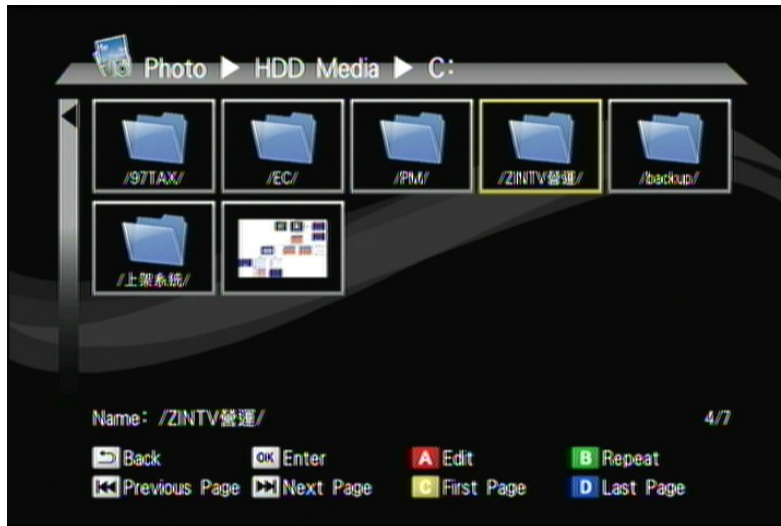 Photo ▶ HDD Media ▶ C:
/97TAX/ /EC/ /PM/ /ZINTV營運/ /backup/
/上架系統/
Name: /ZINTV營運/ 4/7
Back OK Enter A Edit B Repeat
Previous Page Next Page C First Page D Last Page